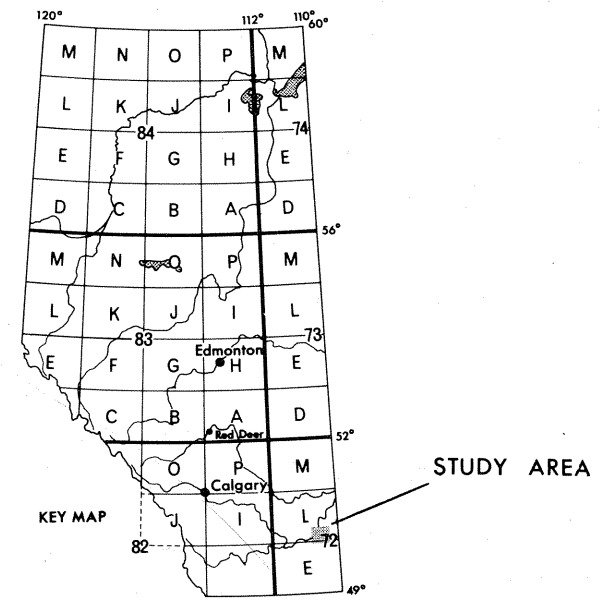 120° 112° 110°
60°
M N O P M
L K J I L
84 74
E F G H E
D C B A D
56°
M N O P M
L K J I L
83 73
Edmonton
E F G H E
C B A D
Red Deer
52°
O P M
Calgary
STUDY AREA
KEY MAP
J I L
82 72
E
49°